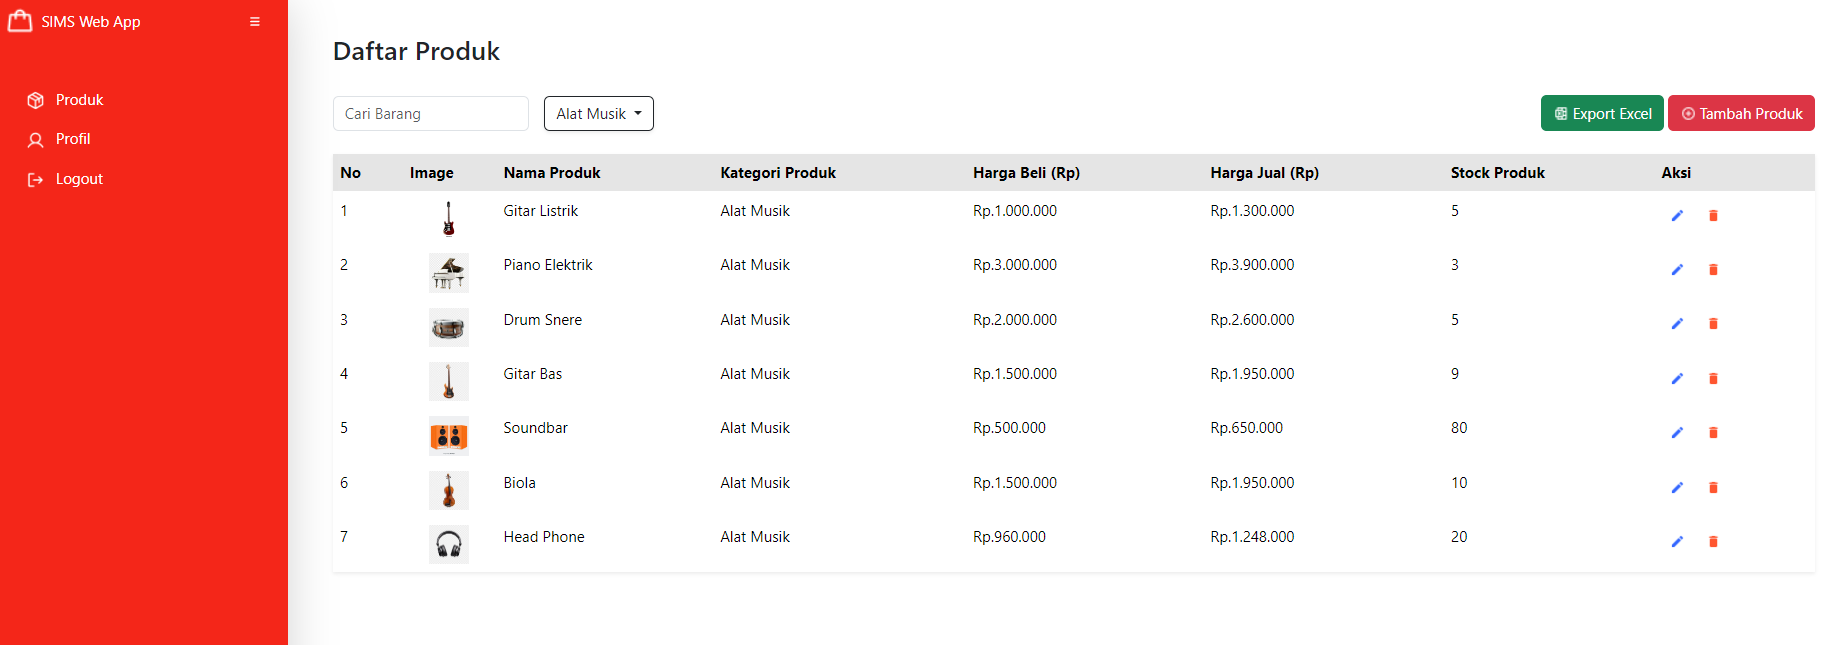 SIMS Web App
Produk
Profil
Logout
Daftar Produk
Cari Barang
Alat Musik
Export Excel
Tambah Produk
No Image Nama Produk Kategori Produk Harga Beli (Rp) Harga Jual (Rp) Stock Produk Aksi
1 Gitar Listrik Alat Musik Rp.1.000.000 Rp.1.300.000 5
2 Piano Elektrik Alat Musik Rp.3.000.000 Rp.3.900.000 3
3 Drum Snere Alat Musik Rp.2.000.000 Rp.2.600.000 5
4 Gitar Bas Alat Musik Rp.1.500.000 Rp.1.950.000 9
5 Soundbar Alat Musik Rp.500.000 Rp.650.000 80
6 Biola Alat Musik Rp.1.500.000 Rp.1.950.000 10
7 Head Phone Alat Musik Rp.960.000 Rp.1.248.000 20